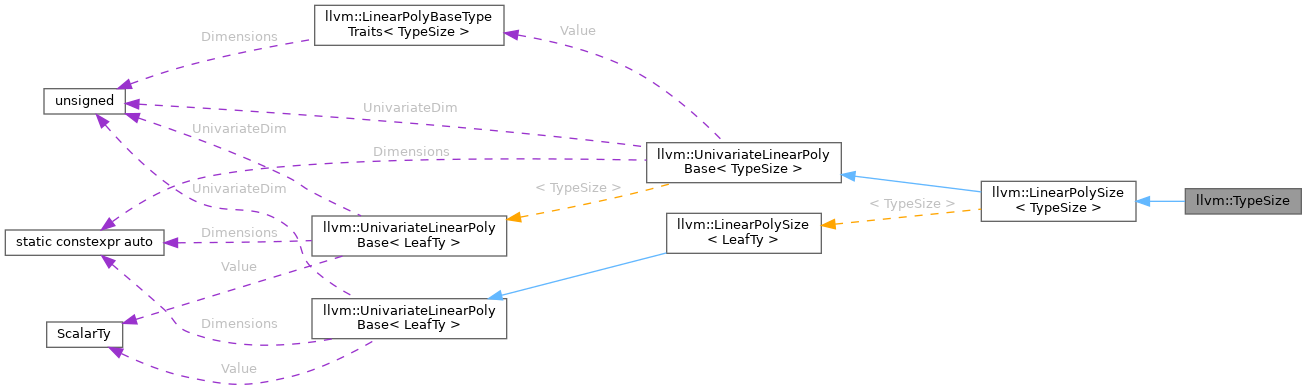 llvm::LinearPolyBaseType
Traits< TypeSize >
Value
Dimensions
unsigned
UnivariateDim
UnivariateDim
Dimensions
llvm::UnivariateLinearPoly
Base< TypeSize >
UnivariateDim
< TypeSize >
llvm::LinearPolySize
< TypeSize >
llvm::TypeSize
< TypeSize >
llvm::LinearPolySize
< LeafTy >
llvm::UnivariateLinearPoly
Base< LeafTy >
Dimensions
static constexpr auto
Value
llvm::UnivariateLinearPoly
Base< LeafTy >
Dimensions
ScalarTy
Value